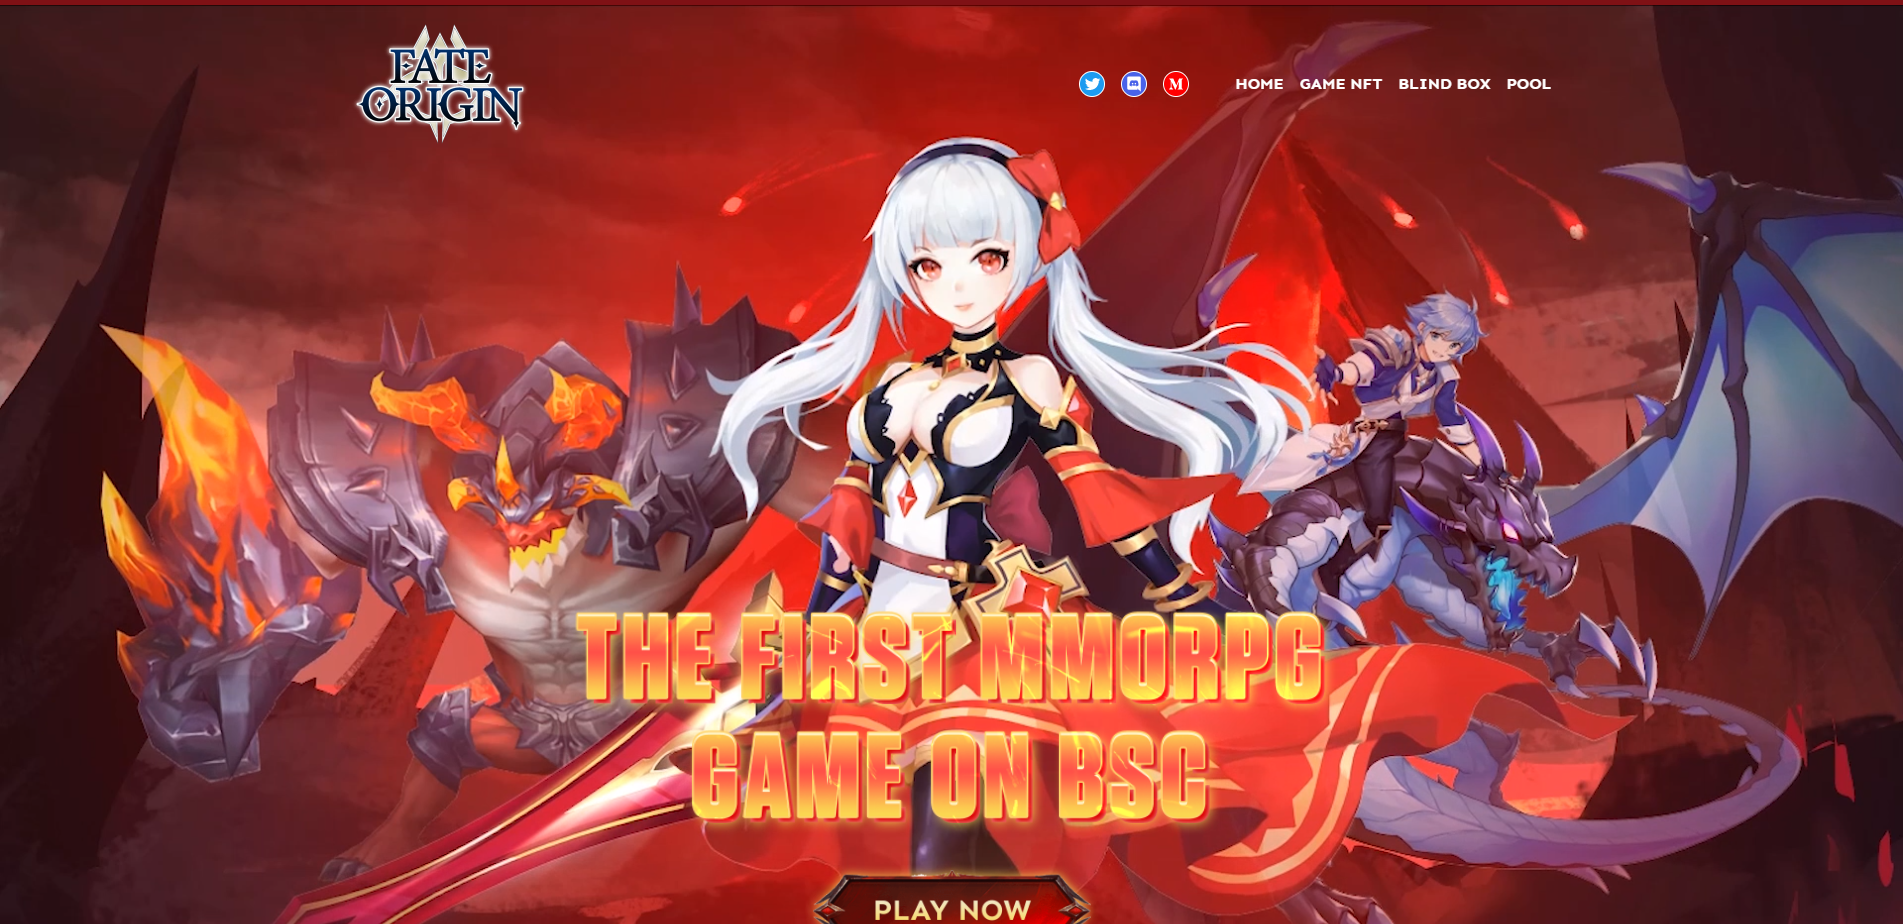 FATE
ORIGIN
M
HOME GAME NFT BLIND BOX POOL
THE FIRST MMORPG
GAME ON BSC
PLAY NOW